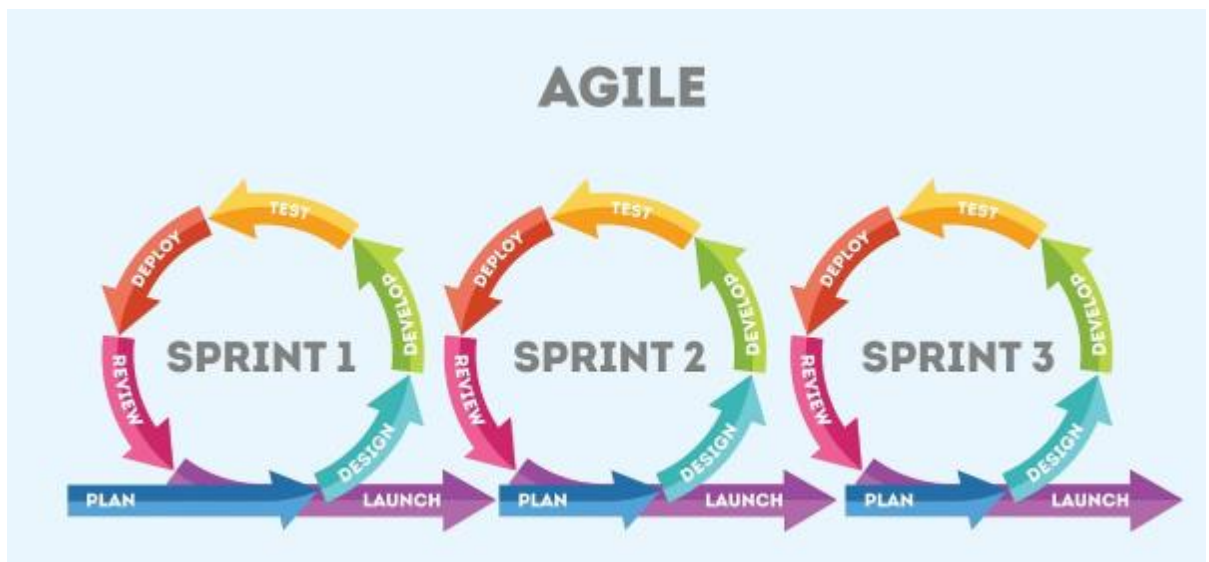 AGILE
TEST
DEPLOY
DEVELOP
SPRINT 1
REVIEW
DESIGN
PLAN
LAUNCH
TEST
DEPLOY
DEVELOP
SPRINT 2
REVIEW
DESIGN
PLAN
LAUNCH
TEST
DEPLOY
DEVELOP
SPRINT 3
REVIEW
DESIGN
PLAN
LAUNCH